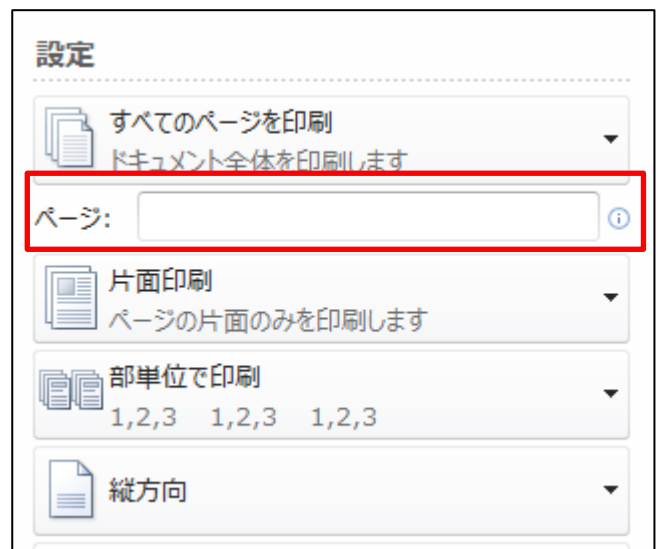 設定
すべてのページを印刷
ドキュメント全体を印刷します
ページ:
片面印刷
ページの片面のみを印刷します
部単位で印刷
1,2,3 1,2,3 1,2,3
縦方向